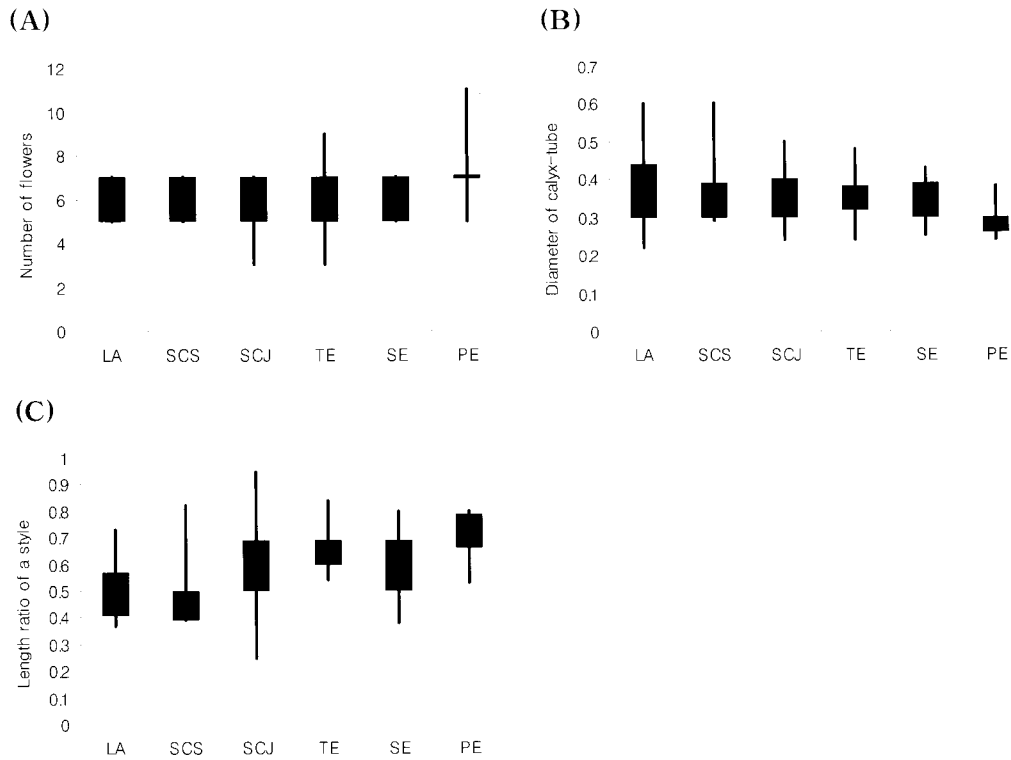 (A)
Number of flowers
12
10
8
6
4
2
0
LA SCS SCJ TE SE PE
(B)
Diameter of calyx-tube
0.7
0.6
0.5
0.4
0.3
0.2
0.1
0
LA SCS SCJ TE SE PE
(C)
Length ratio of a style
1
0.9
0.8
0.7
0.6
0.5
0.4
0.3
0.2
0.1
0
LA SCS SCJ TE SE PE